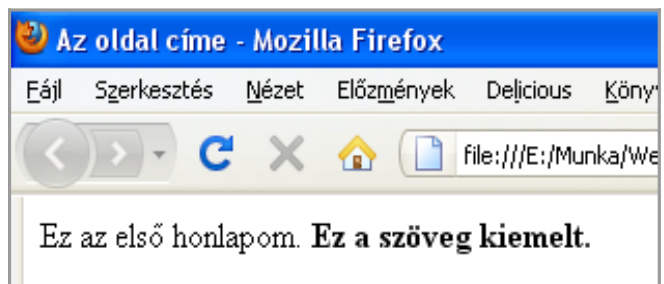 Az oldal címe - Mozilla Firefox
Fájl Szerkesztés Nézet Előzmények Delicious Köny
file:///E:/Munka/We
Ez az első honlapom. Ez a szöveg kiemelt.